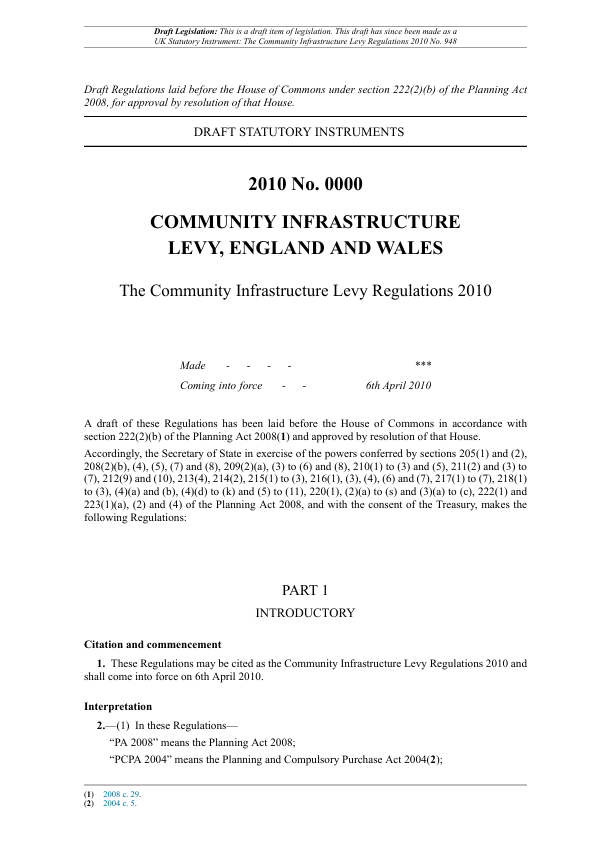 Draft Legislation: This is a draft item of legislation. This draft has since been made as a
UK Statutory Instrument: The Community Infrastructure Levy Regulations 2010 No. 948
Draft Regulations laid before the House of Commons under section 222(2)(b) of the Planning Act
2008, for approval by resolution of that House.
DRAFT STATUTORY INSTRUMENTS
2010 No. 0000
COMMUNITY INFRASTRUCTURE
LEVY, ENGLAND AND WALES
The Community Infrastructure Levy Regulations 2010
Made - - - - ***
Coming into force - - 6th April 2010
A draft of these Regulations has been laid before the House of Commons in accordance with
section 222(2)(b) of the Planning Act 2008(1) and approved by resolution of that House.
Accordingly, the Secretary of State in exercise of the powers conferred by sections 205(1) and (2),
208(2)(b), (4), (5), (7) and (8), 209(2)(a), (3) to (6) and (8), 210(1) to (3) and (5), 211(2) and (3) to
(7), 212(9) and (10), 213(4), 214(2), 215(1) to (3), 216(1), (3), (4), (6) and (7), 217(1) to (7), 218(1)
to (3), (4)(a) and (b), (4)(d) to (k) and (5) to (11), 220(1), (2)(a) to (s) and (3)(a) to (c), 222(1) and
223(1)(a), (2) and (4) of the Planning Act 2008, and with the consent of the Treasury, makes the
following Regulations:
PART 1
INTRODUCTORY
Citation and commencement
1. These Regulations may be cited as the Community Infrastructure Levy Regulations 2010 and
shall come into force on 6th April 2010.
Interpretation
2.—(1) In these Regulations—
“PA 2008” means the Planning Act 2008;
“PCPA 2004” means the Planning and Compulsory Purchase Act 2004(2);
(1) 2008 c. 29.
(2) 2004 c. 5.